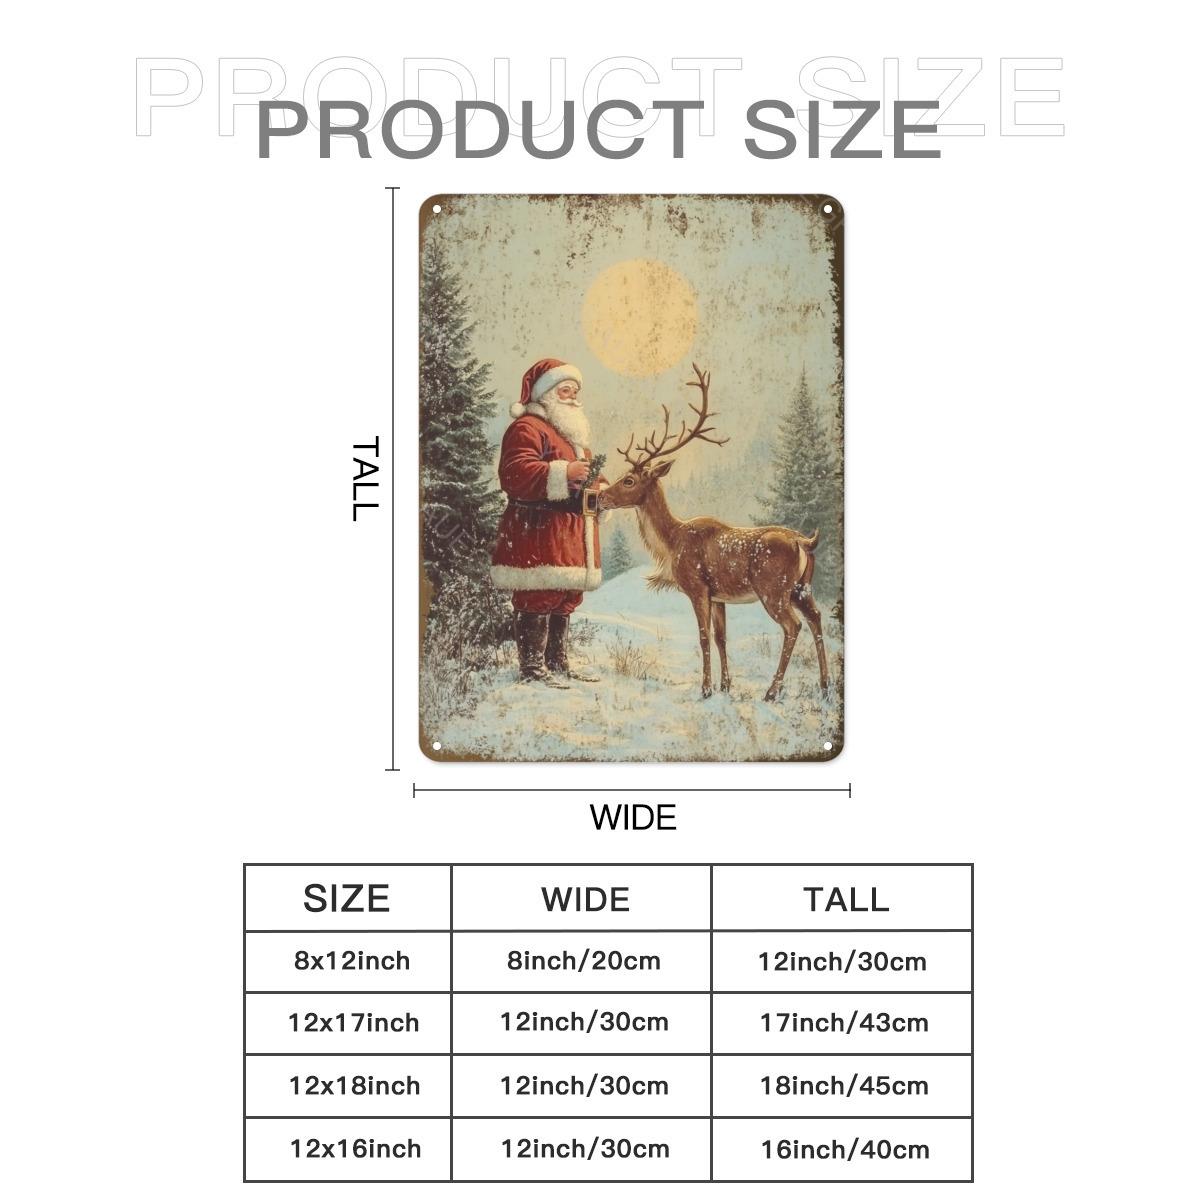 PRODUCT SIZE
PRODUCT SIZE
TALL
WIDE
SIZE WIDE TALL
8x12inch 8inch/20cm 12inch/30cm
12x17inch 12inch/30cm 17inch/43cm
12x18inch 12inch/30cm 18inch/45cm
12x16inch 12inch/30cm 16inch/40cm